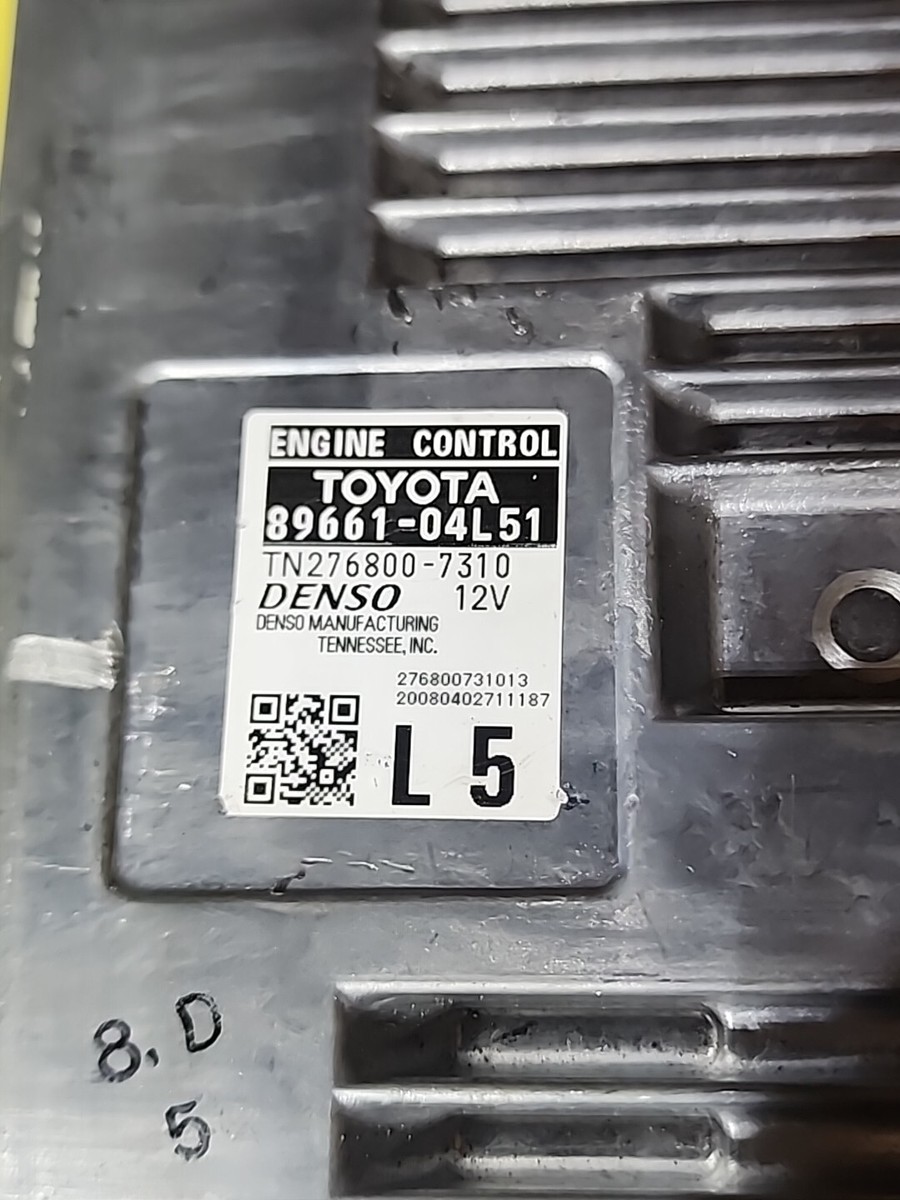 ENGINE CONTROL
TOYOTA
89661-04L51
TN276800-7310
DENSO 12V
DENSO MANUFACTURING
TENNESSEE, INC.
276800731013
20080402711187
L 5
8.D
5